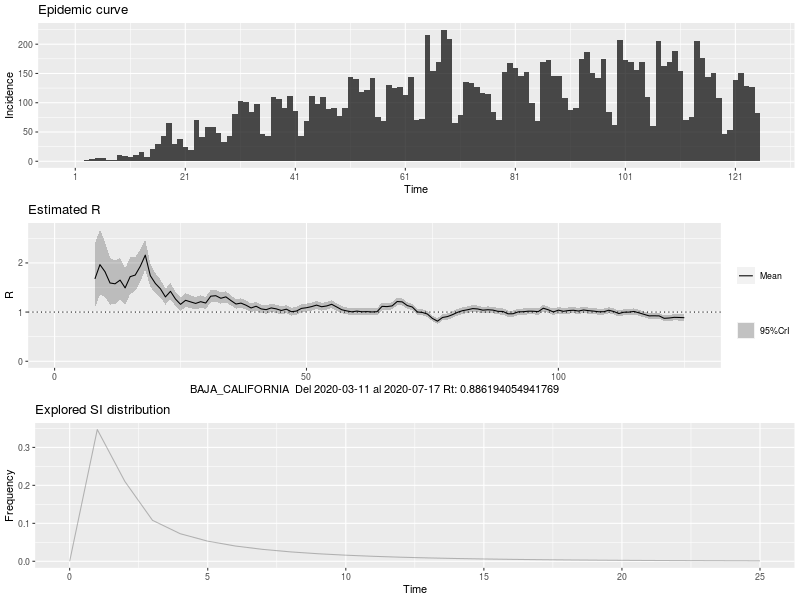 Epidemic curve
200
150
100
50
0
Incidence
1 21 41 61 81 101 121
Time
Estimated R
2
1
0
R
Mean
95%CrI
0 50 100
BAJA_CALIFORNIA Del 2020-03-11 al 2020-07-17 Rt: 0.886194054941769
Explored SI distribution
0.3
0.2
0.1
0.0
Frequency
0 5 10 15 20 25
Time